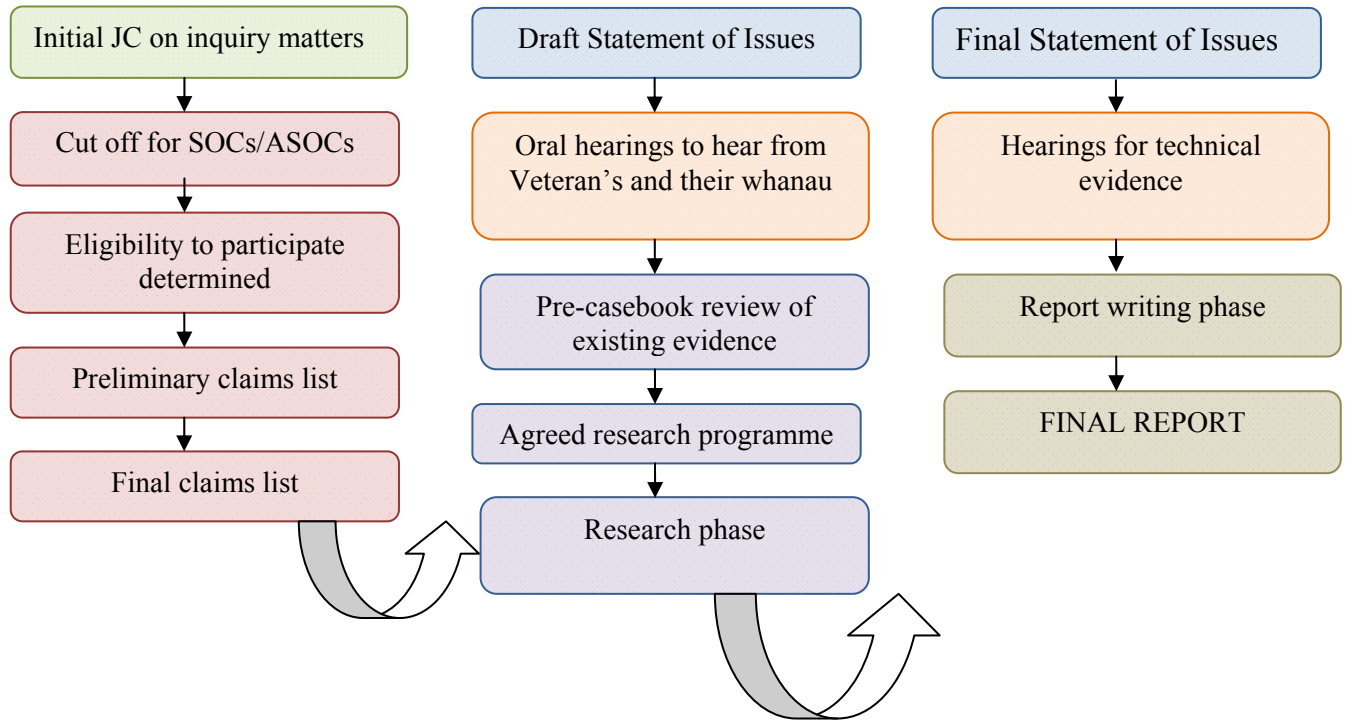 Initial JC on inquiry matters
Cut off for SOCs/ASOCs
Eligibility to participate
determined
Preliminary claims list
Final claims list
Draft Statement of Issues
Oral hearings to hear from
Veteran’s and their whanau
Pre-casebook review of
existing evidence
Agreed research programme
Research phase
Final Statement of Issues
Hearings for technical
evidence
Report writing phase
FINAL REPORT